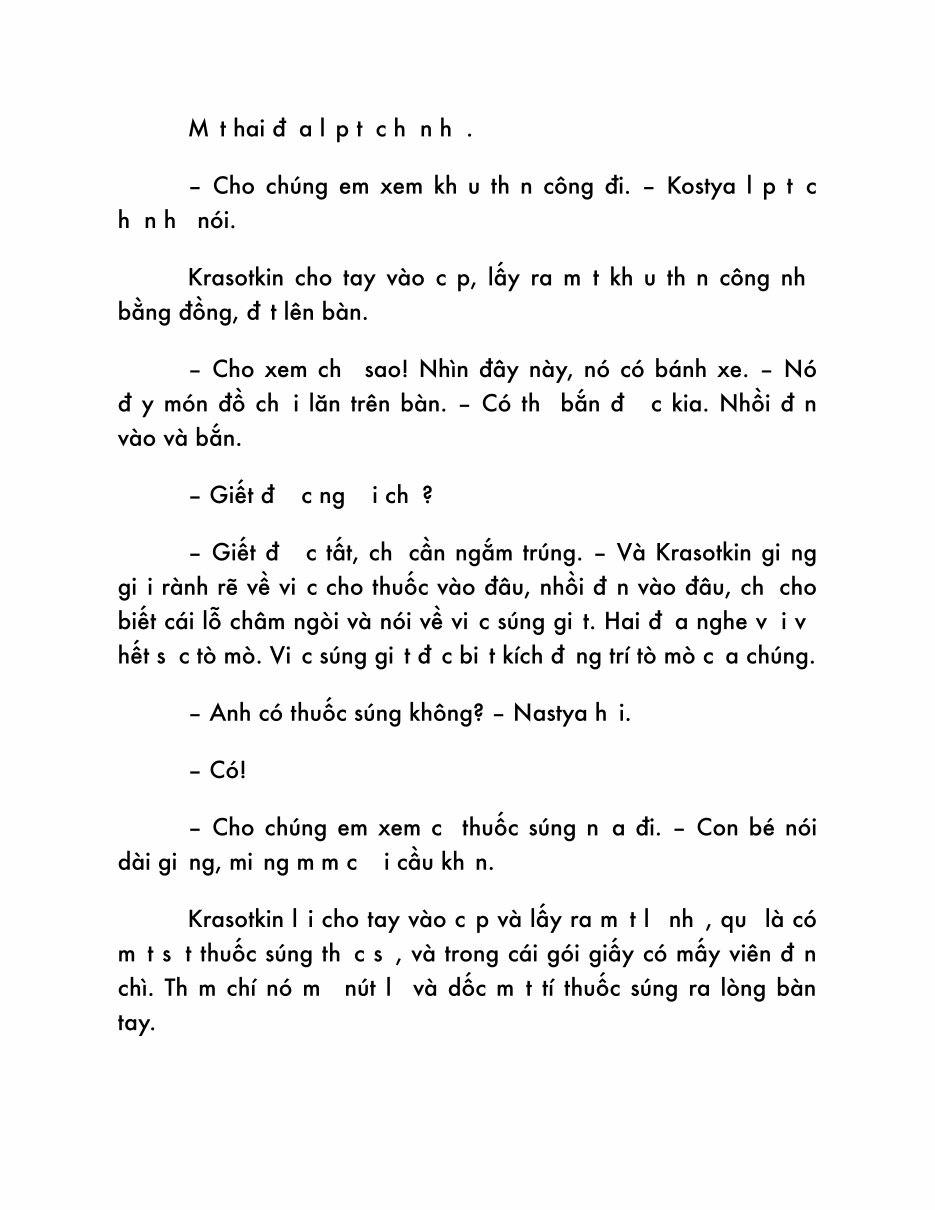 M t hai đ a l p t c h n h .
– Cho chúng em xem kh u th n công đi. – Kostya l p t c
h n h nói.
Krasotkin cho tay vào c p, lấy ra m t kh u th n công nh
bằng đồng, đ t lên bàn.
– Cho xem ch sao! Nhìn đây này, nó có bánh xe. – Nó
đ y món đồ ch i lăn trên bàn. – Có th bắn đ c kia. Nhồi đ n
vào và bắn.
– Giết đ c ng i ch ?
– Giết đ c tất, ch cần ngắm trúng. – Và Krasotkin gi ng
gi i rành rẽ về vi c cho thuốc vào đâu, nhồi đ n vào đâu, ch cho
biết cái lỗ châm ngòi và nói về vi c súng gi t. Hai đ a nghe v i v
hết s c tò mò. Vi c súng gi t đ c bi t kích đ ng trí tò mò c a chúng.
– Anh có thuốc súng không? – Nastya h i.
– Có!
– Cho chúng em xem c thuốc súng n a đi. – Con bé nói
dài gi ng, mi ng m m c i cầu kh n.
Krasotkin l i cho tay vào c p và lấy ra m t l nh , qu là có
m t s t thuốc súng th c s , và trong cái gói giấy có mấy viên đ n
chì. Th m chí nó m nút l và dốc m t tí thuốc súng ra lòng bàn
tay.